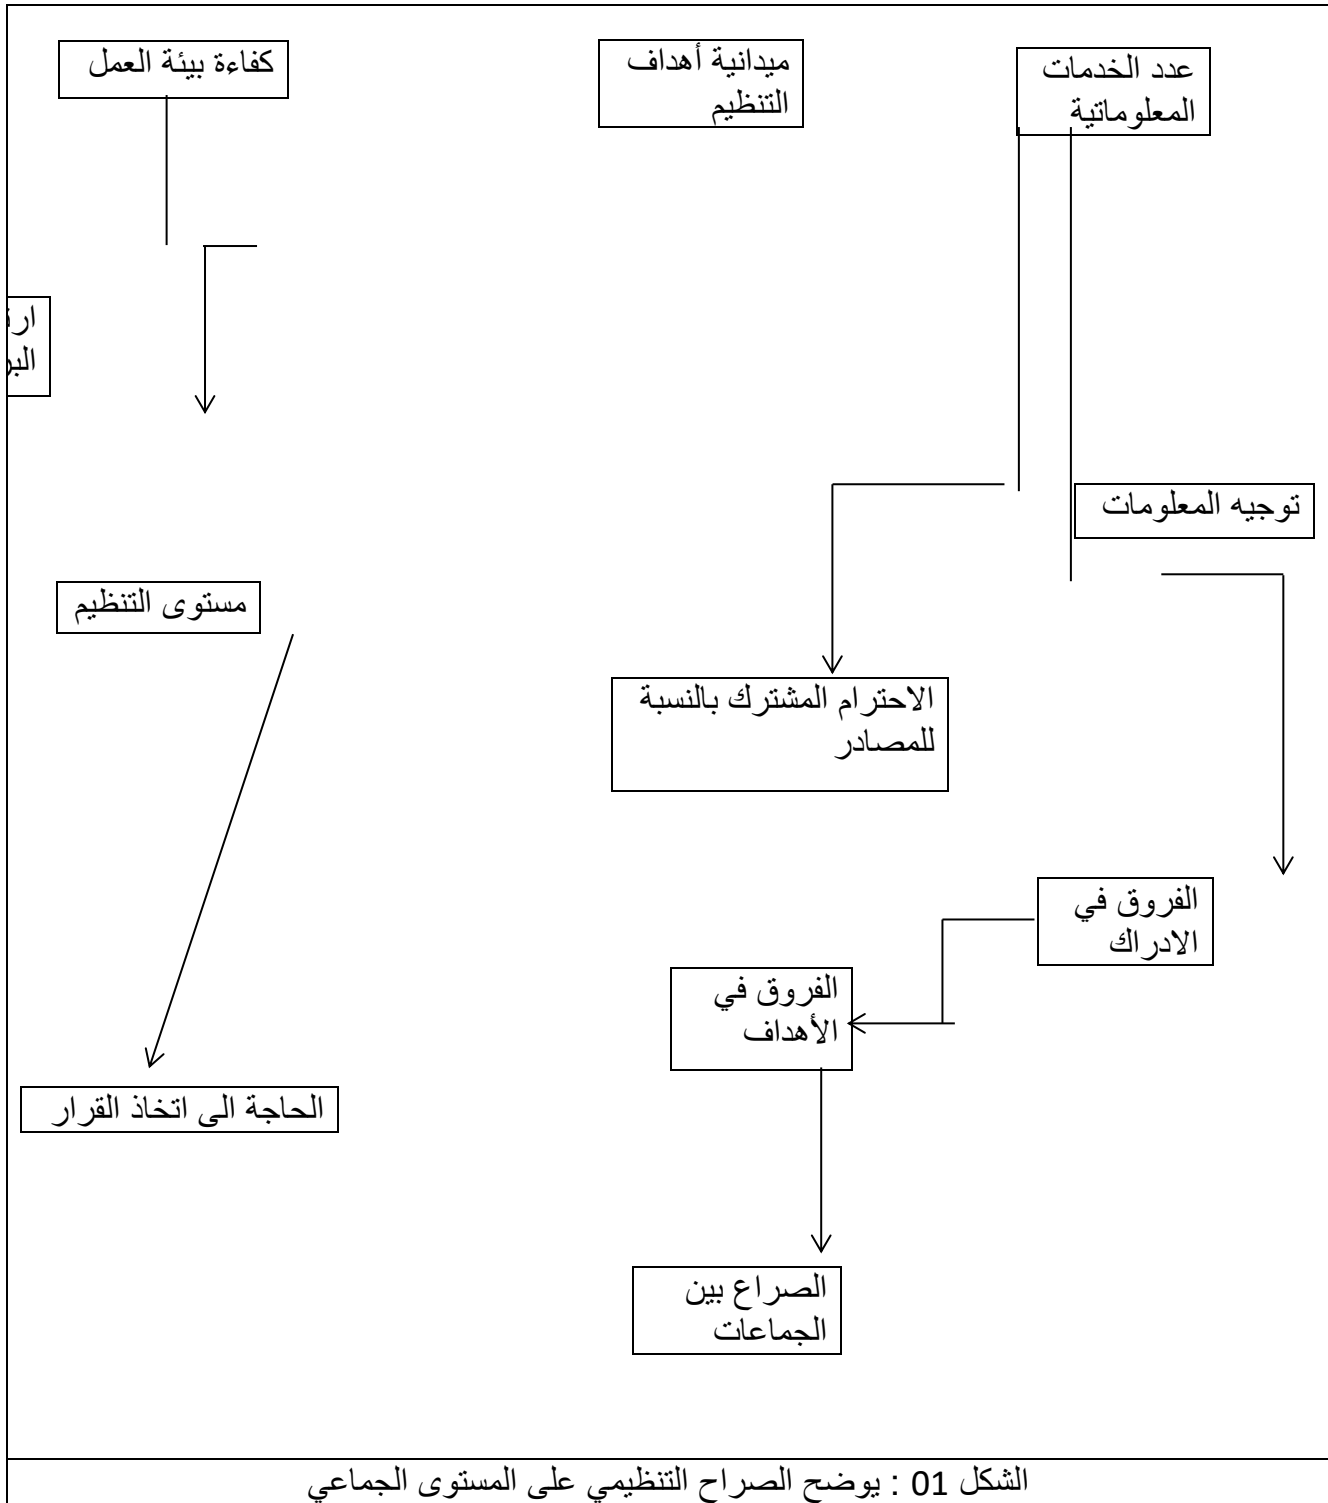 عدد الخدمات
المعلوماتية
ميدانية أهداف
التنظيم
كفاءة بيئة العمل
توجيه المعلومات
مستوى التنظيم
الاحترام المشترك بالنسبة
للمصادر
الفروق في
الادراك
الفروق في
الأهداف
الحاجة الى اتخاذ القرار
الصراع بين
الجماعات
الشكل 01 : يوضح الصراح التنظيمي على المستوى الجماعي